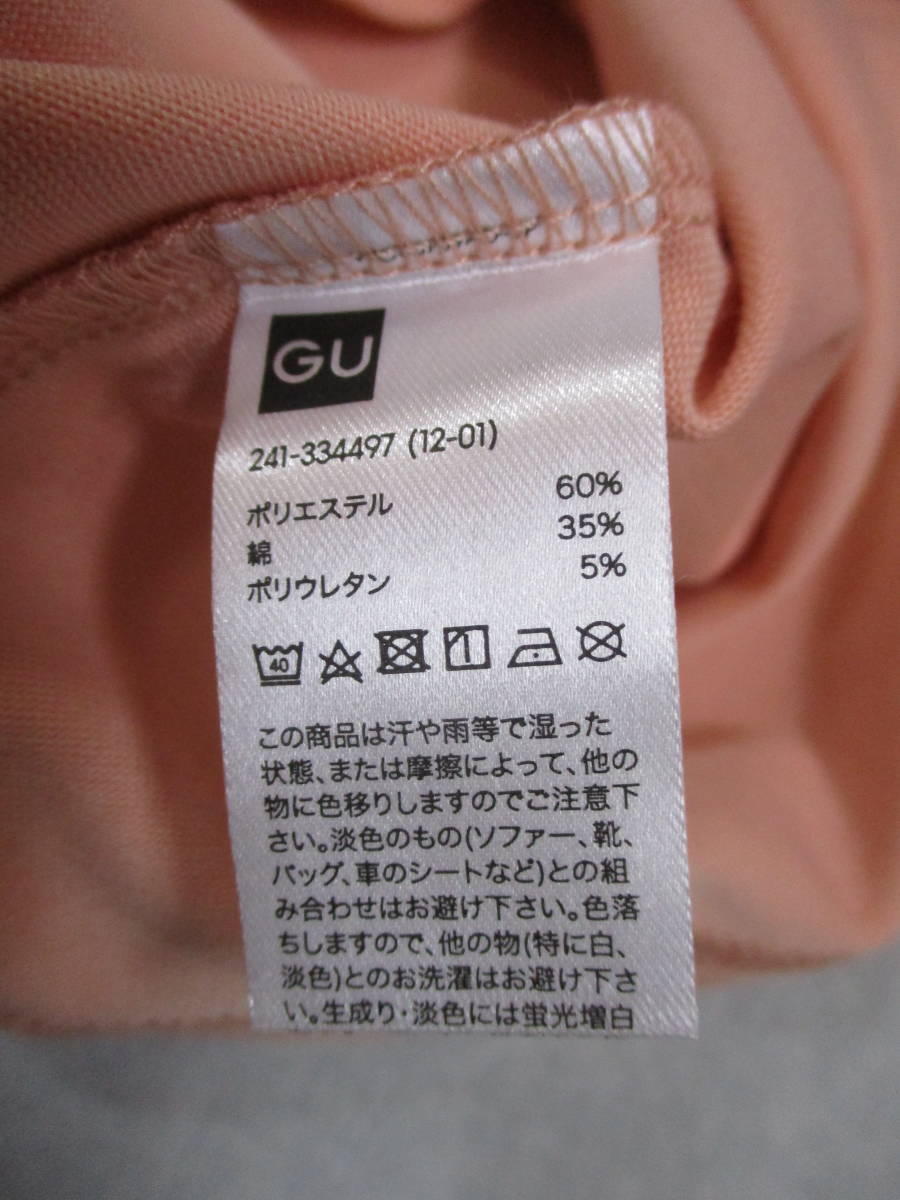 GU
241-334497 (12-01)
ポリエステル 60%
綿 35%
ポリウレタン 5%
40
この商品は汗や雨等で湿った
状態、または摩擦によって、他の
物に色移りしますのでご注意下
さい。淡色のもの(ソファー、靴、
バッグ、車のシートなど)との組
み合わせはお避け下さい。色落
ちしますので、他の物(特に白、
淡色)とのお洗濯はお避け下さ
い。生成り・淡色には蛍光増白